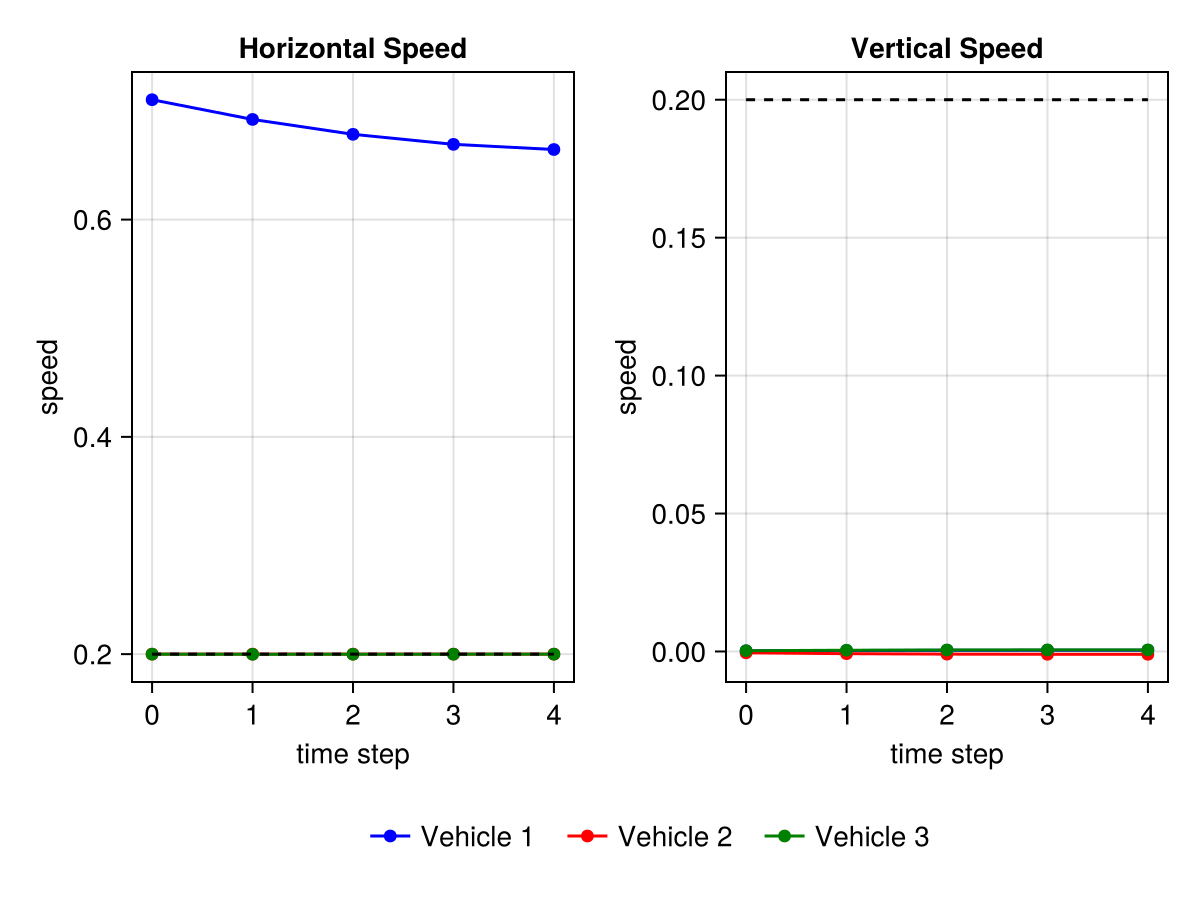 Horizontal Speed
speed
0.6
0.4
0.2
0 1 2 3 4
time step
Vertical Speed
speed
0.20
0.15
0.10
0.05
0.00
0 1 2 3 4
time step
Vehicle 1 Vehicle 2 Vehicle 3